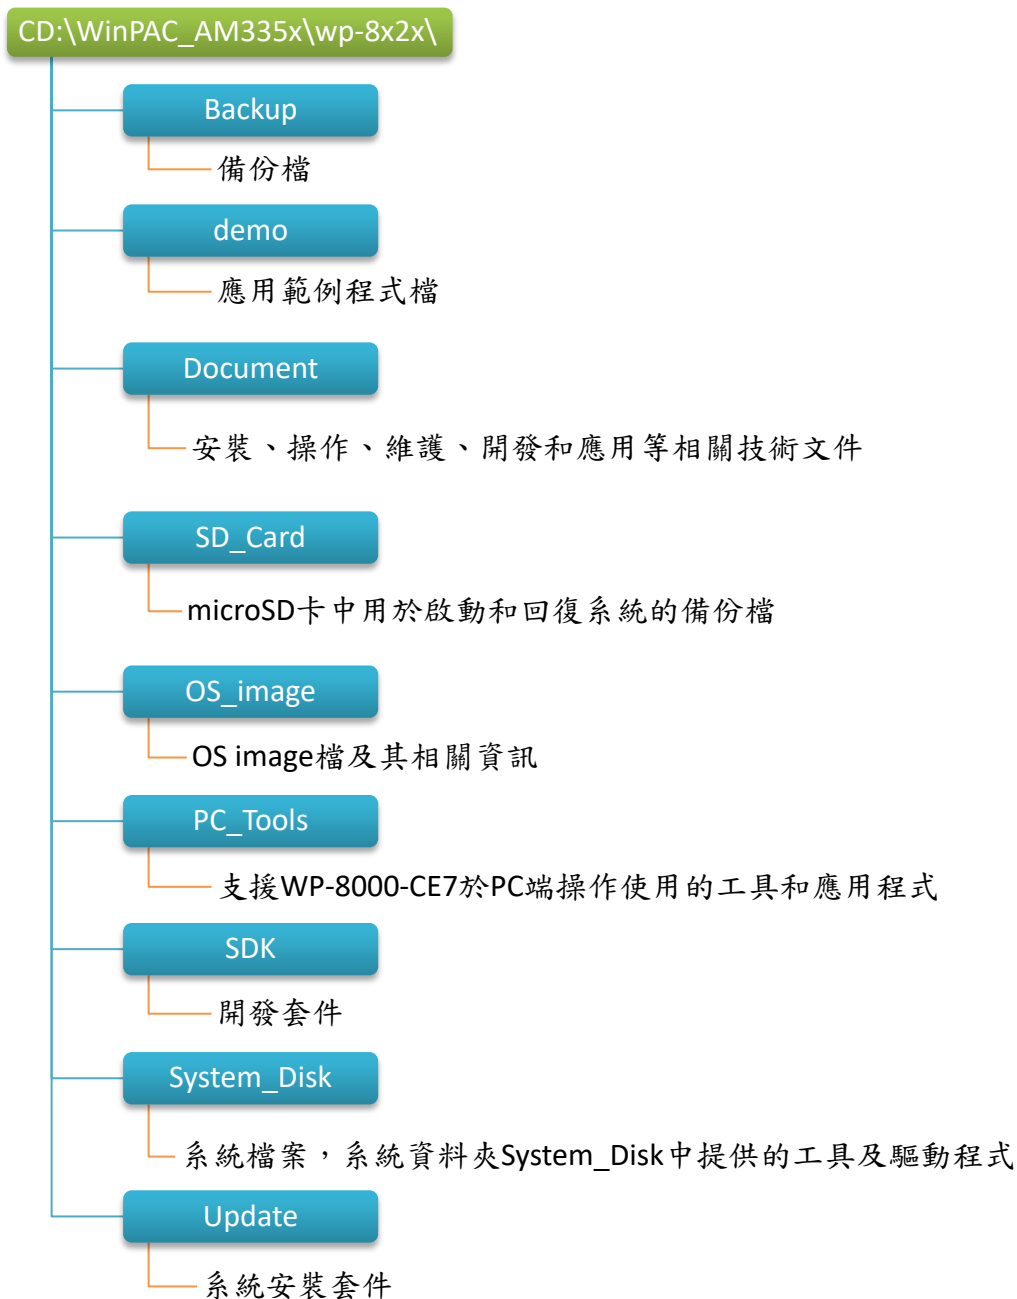 CD:\WinPAC_AM335x\wp-8x2x\
Backup
備份檔
demo
應用範例程式檔
Document
安裝、操作、維護、開發和應用等相關技術文件
SD_Card
microSD卡中用於啟動和回復系統的備份檔
OS_image
OS image檔及其相關資訊
PC_Tools
支援WP-8000-CE7於PC端操作使用的工具和應用程式
SDK
開發套件
System_Disk
系統檔案，系統資料夾System_Disk中提供的工具及驅動程式
Update
系統安裝套件